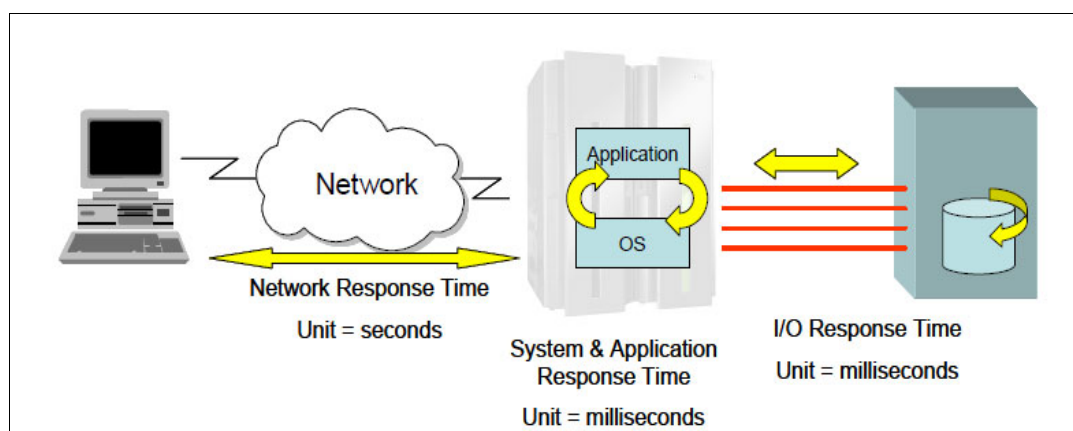 Network
Application
OS
Network Response Time
Unit = seconds
System & Application
Response Time
Unit = milliseconds
I/O Response Time
Unit = milliseconds